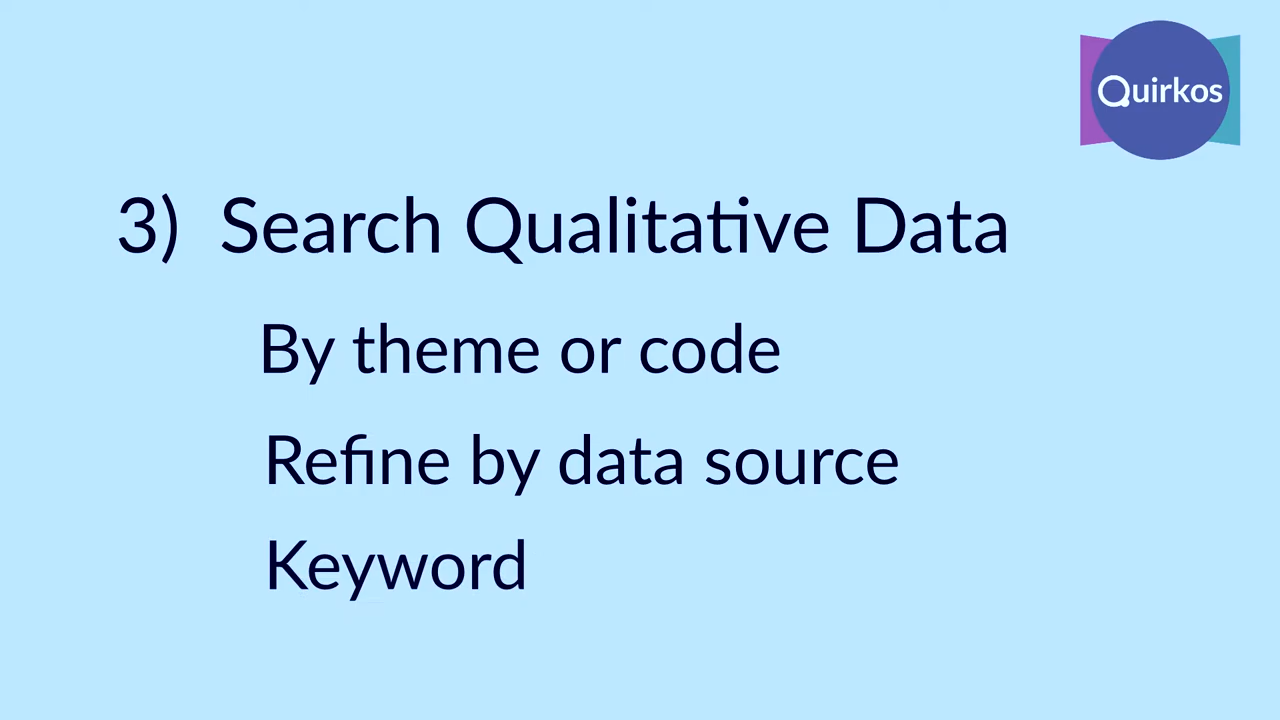 Quirkos
3) Search Qualitative Data
By theme or code
Refine by data source
Keyword